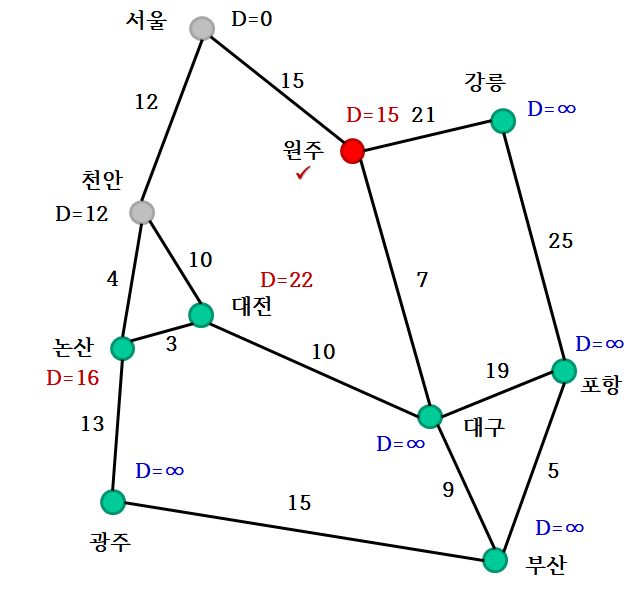 서울
D=0
15
12
강릉
D=15
21
D=∞
원주
✓
천안
D=12
25
10
4
D=22
7
대전
논산
3
10
D=∞
D=16
19
포항
13
대구
D=∞
D=∞
5
9
15
D=∞
광주
부산